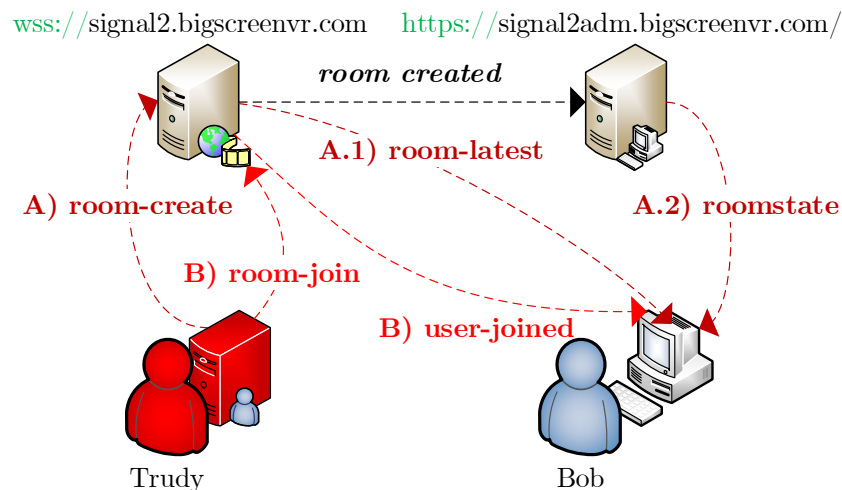 wss://signal2.bigscreenvr.com https://signal2adm.bigscreenvr.com/
room created
A.1) room-latest
A) room-create
A.2) roomstate
B) room-join
B) user-joined
Trudy
Bob